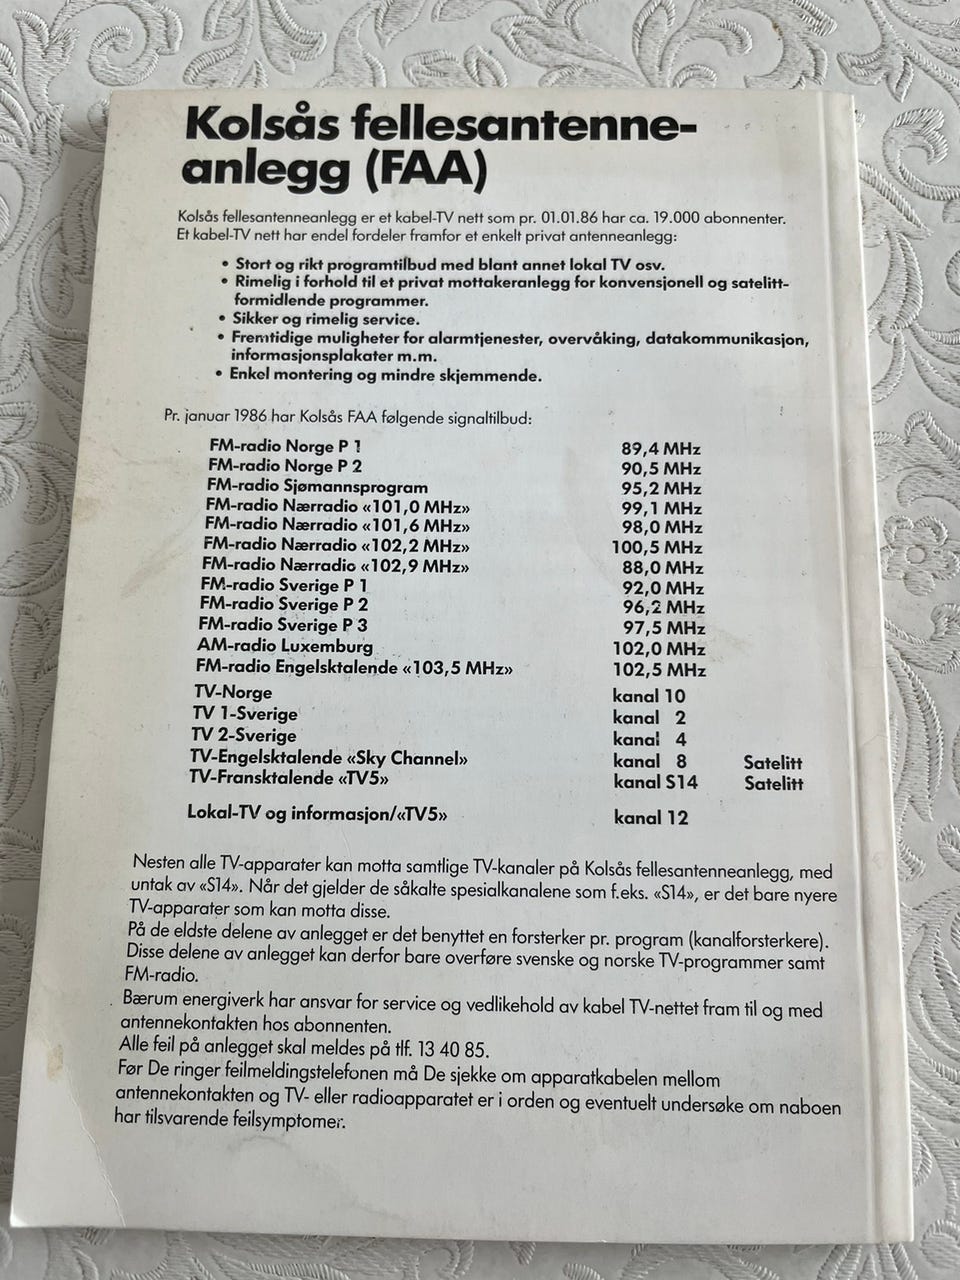 Kolsås fellesantenne-
anlegg (FAA)
Kolsås fellesantenneanlegg er et kabel-TV nett som pr. 01.01.86 har ca. 19.000 abonnenter.
Et kabel-TV nett har endel fordeler framfor et enkelt privat antenneanlegg:
• Stort og rikt programtilbud med blant annet lokal TV osv.
• Rimelig i forhold til et privat mottakeranlegg for konvensjonell og satelitt-
formidlende programmer.
• Sikker og rimelig service.
• Fremtidige muligheter for alarmtjenester, overvåking, datakommunikasjon,
informasjonsplakater m.m.
• Enkel montering og mindre skjemmende.
Pr. januar 1986 har Kolsås FAA følgende signaltilbud:
FM-radio Norge P 1 89,4 MHz
FM-radio Norge P 2 90,5 MHz
FM-radio Sjømannsprogram 95,2 MHz
FM-radio Nærradio «101,0 MHz» 99,1 MHz
FM-radio Nærradio «101,6 MHz» 98,0 MHz
FM-radio Nærradio «102,2 MHz» 100,5 MHz
FM-radio Nærradio «102,9 MHz» 88,0 MHz
FM-radio Sverige P 1 92,0 MHz
FM-radio Sverige P 2 96,2 MHz
FM-radio Sverige P 3 97,5 MHz
AM-radio Luxemburg 102,0 MHz
FM-radio Engelsktalende «103,5 MHz» 102,5 MHz
TV-Norge kanal 10
TV 1-Sverige kanal 2
TV 2-Sverige kanal 4
TV-Engelsktalende «Sky Channel» kanal 8 Satelitt
TV-Fransktalende «TV5» kanal S14 Satelitt
Lokal-TV og informasjon/«TV5» kanal 12
Nesten alle TV-apparater kan motta samtlige TV-kanaler på Kolsås fellesantenneanlegg, med
untak av «S14». Når det gjelder de såkalte spesialkanalene som f.eks. «S14», er det bare nyere
TV-apparater som kan motta disse.
På de eldste delene av anlegget er det benyttet en forsterker pr. program (kanalforsterkere).
Disse delene av anlegget kan derfor bare overføre svenske og norske TV-programmer samt
FM-radio.
Bærum energiverk har ansvar for service og vedlikehold av kabel TV-nettet fram til og med
antennekontakten hos abonnenten.
Alle feil på anlegget skal meldes på tlf. 13 40 85.
Før De ringer feilmeldingstelefonen må De sjekke om apparatkabelen mellom
antennekontakten og TV- eller radioapparatet er i orden og eventuelt undersøke om naboen
har tilsvarende feilsymptomer.